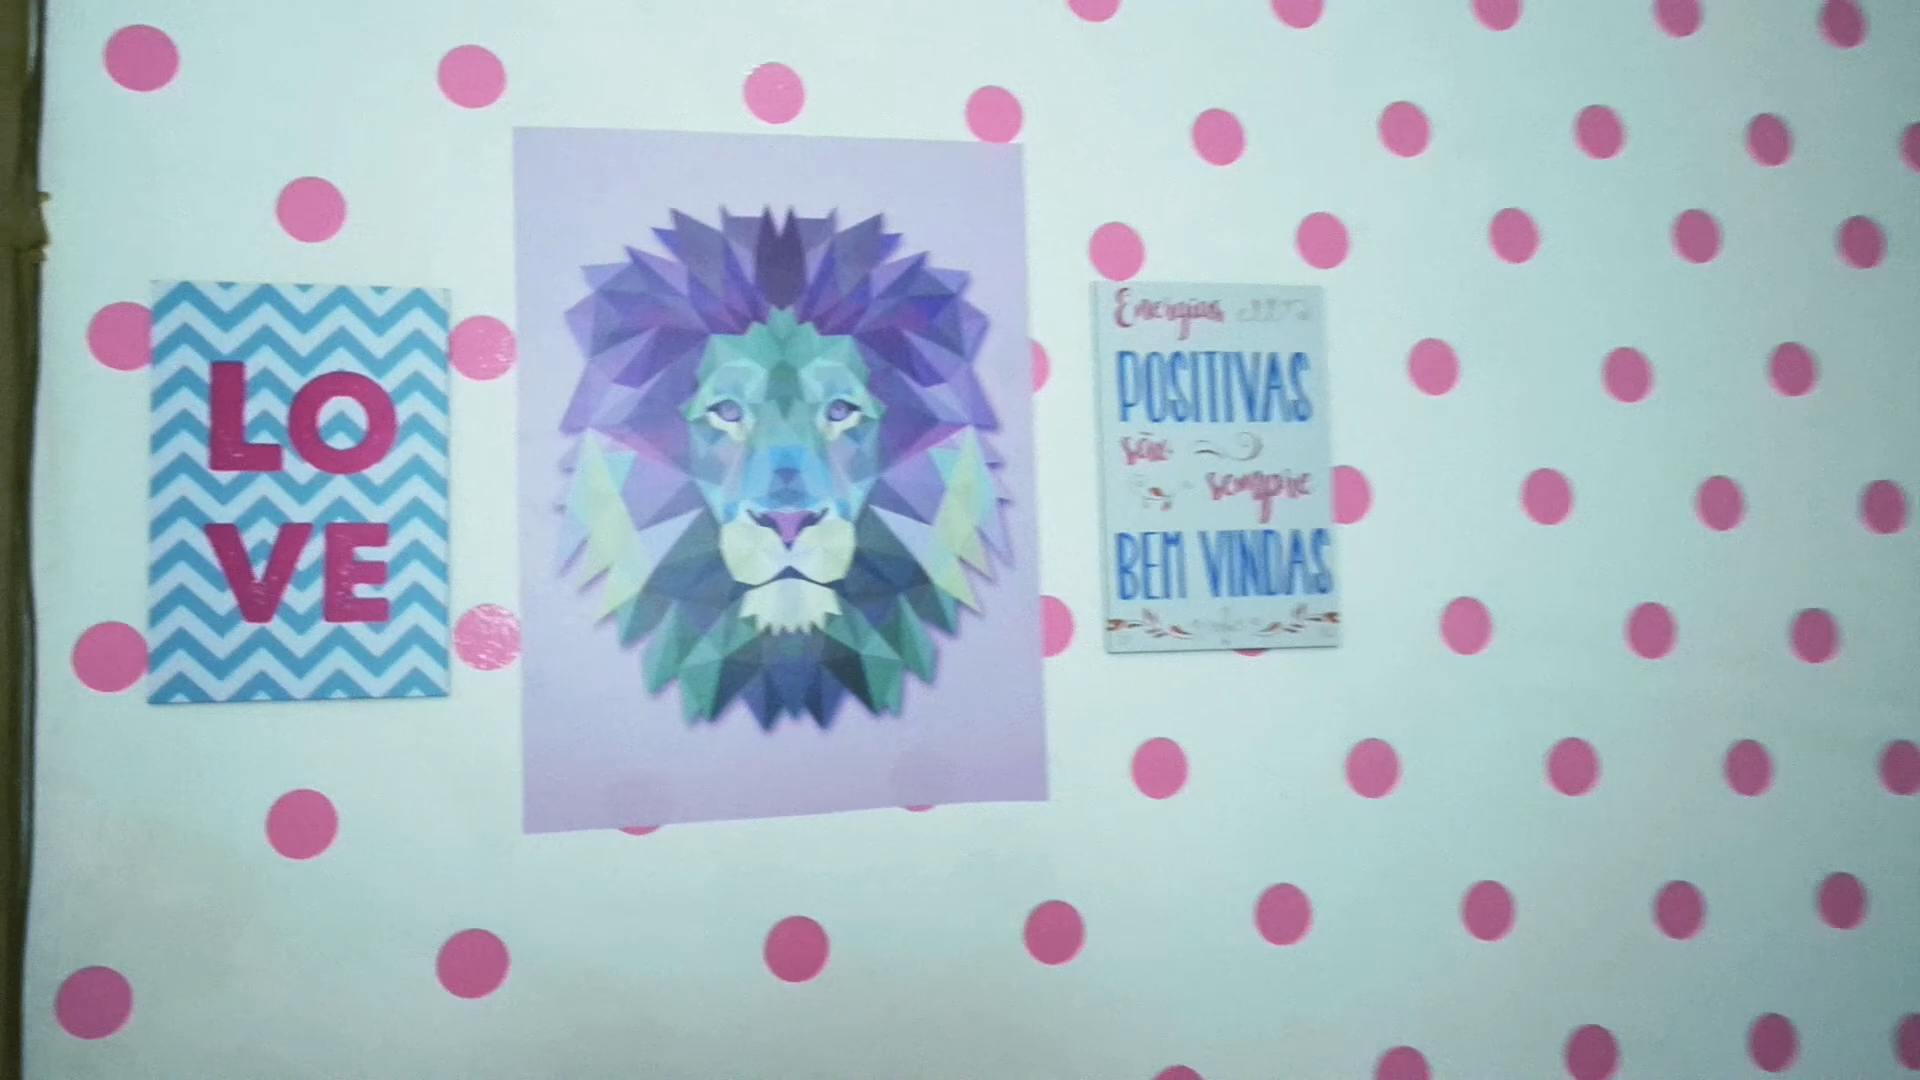 LO
VE
Energias
POSITIVAS
são
sempre
BEM VINDAS